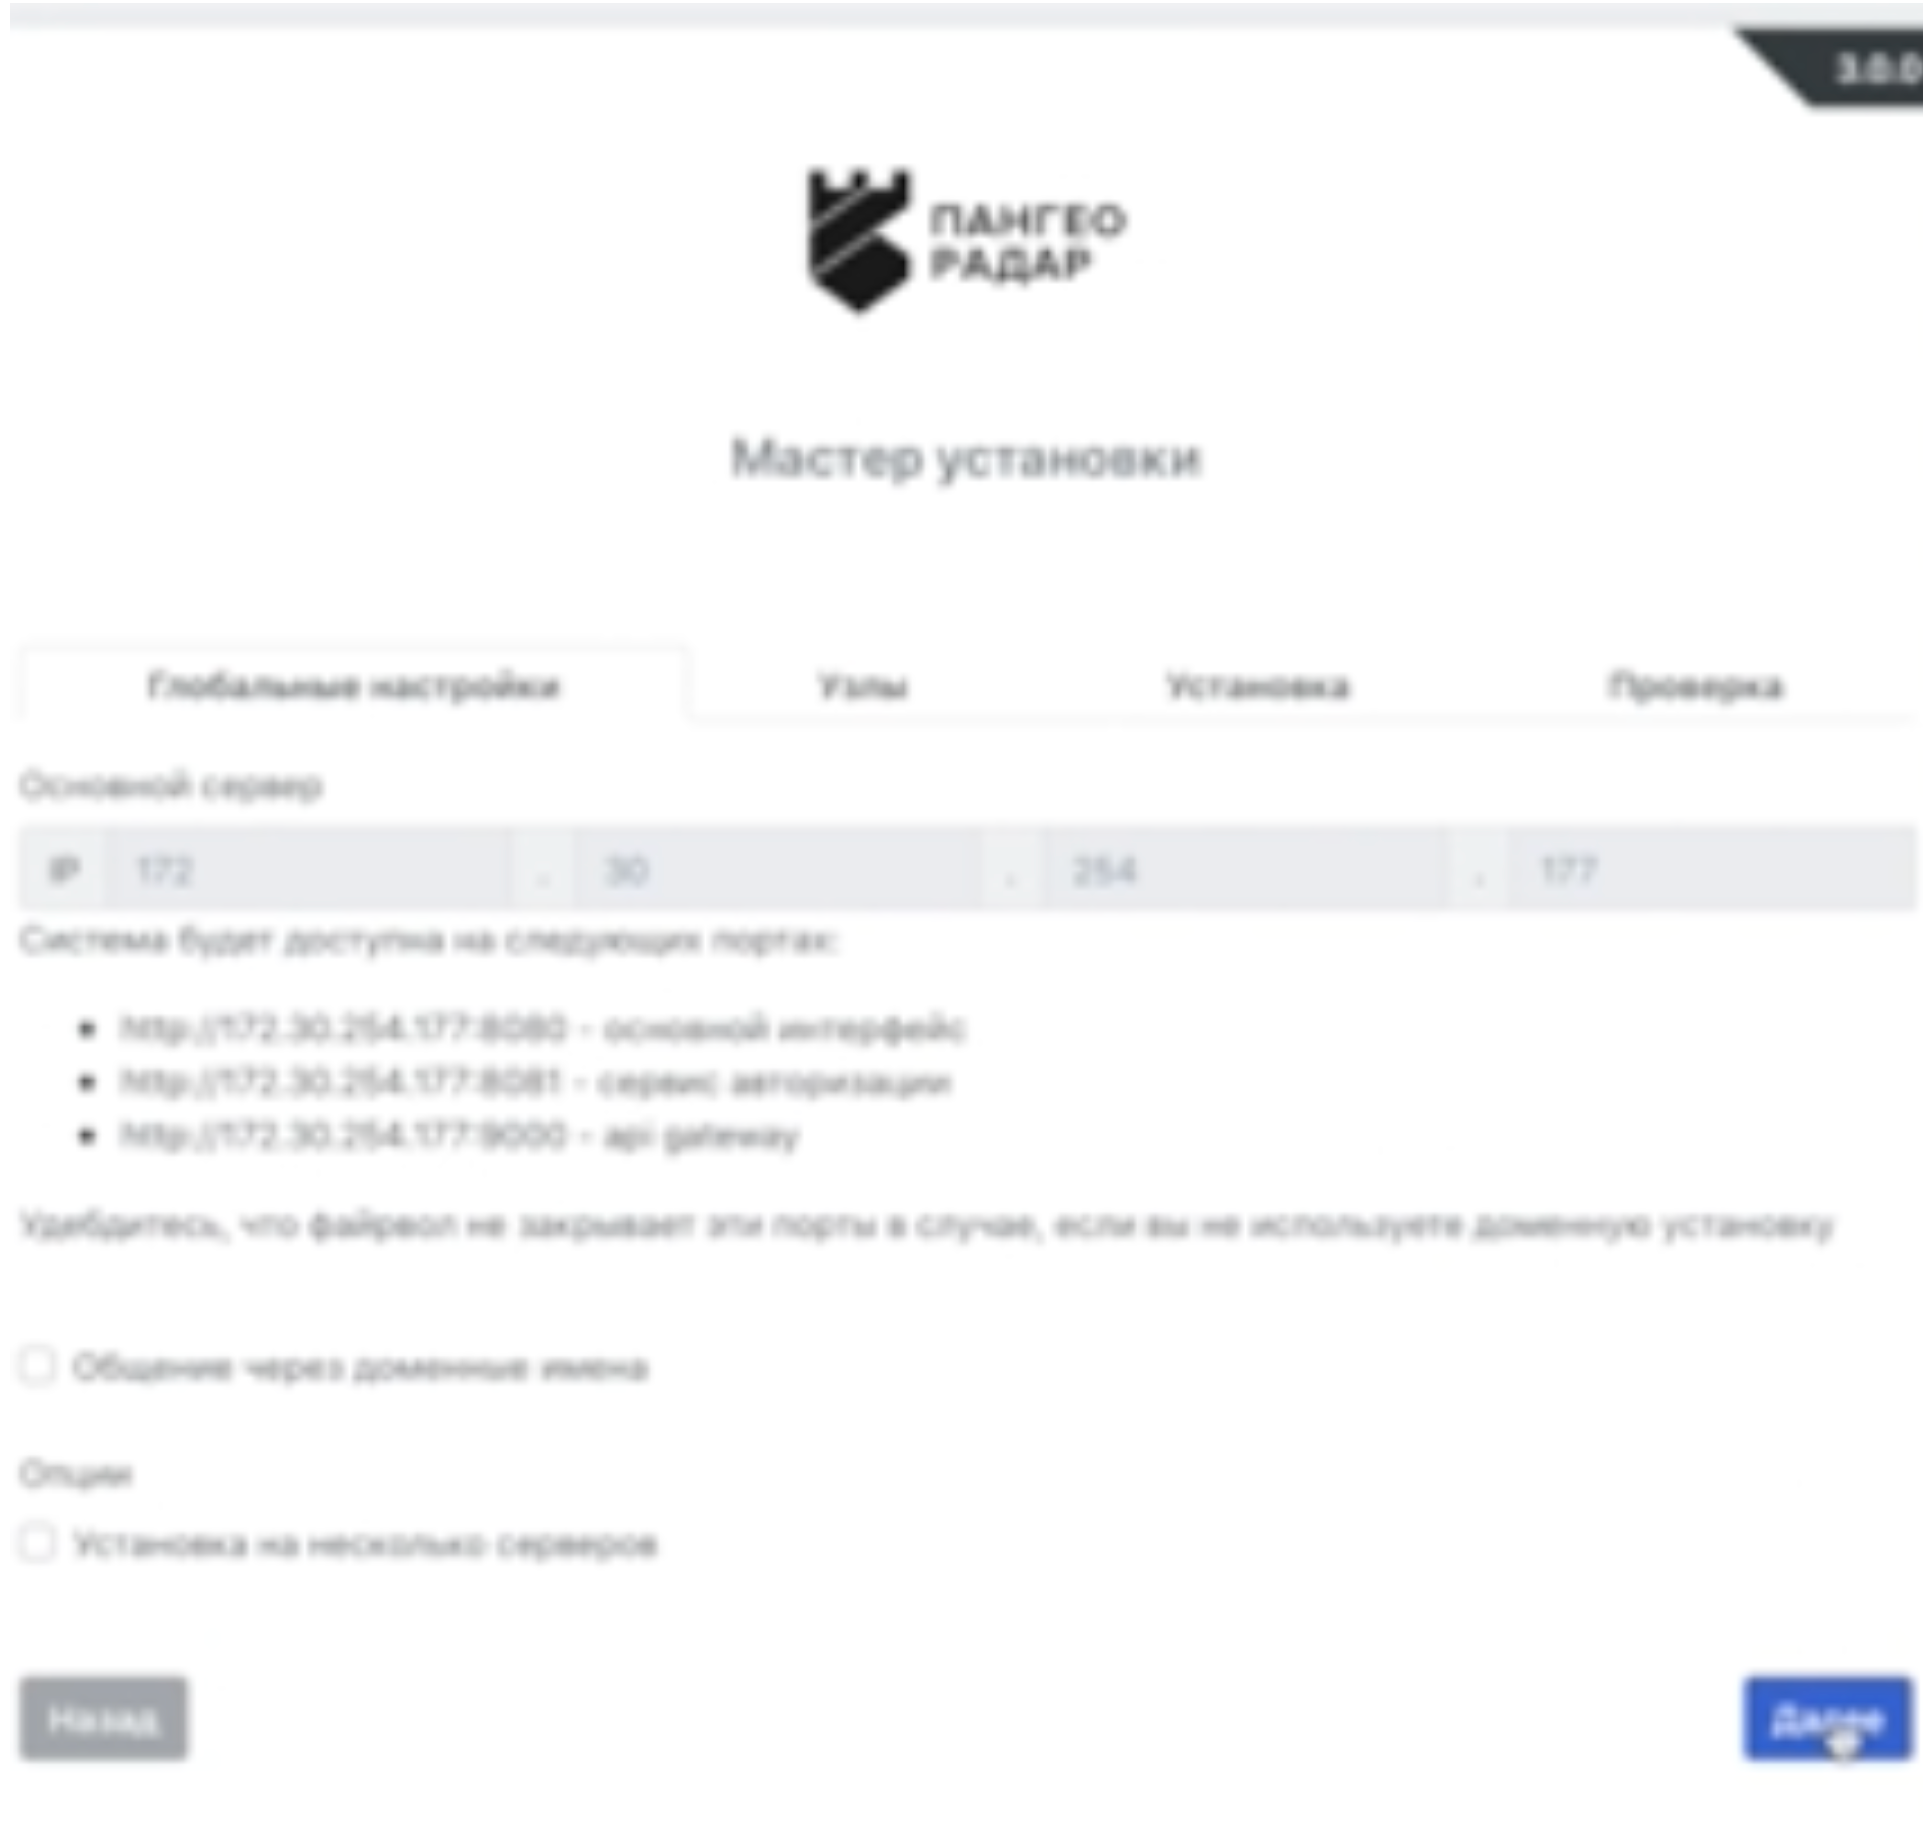 3.0.0
ПАНГЕО
РАДАР
Мастер установки
Глобальные настройки Узлы Установка Проверка
Основной сервер
IP 172 . 30 . 254 . 177
Система будет доступна на следующих портах:
http://172.30.254.177:8080 - основной интерфейс
http://172.30.254.177:8081 - сервис авторизации
http://172.30.254.177:9000 - api gateway
Удебдитесь, что файрвол не закрывает эти порты в случае, если вы не используете доменную установку
Общение через доменные имена
Опции
Установка на несколько серверов
Назад Далее